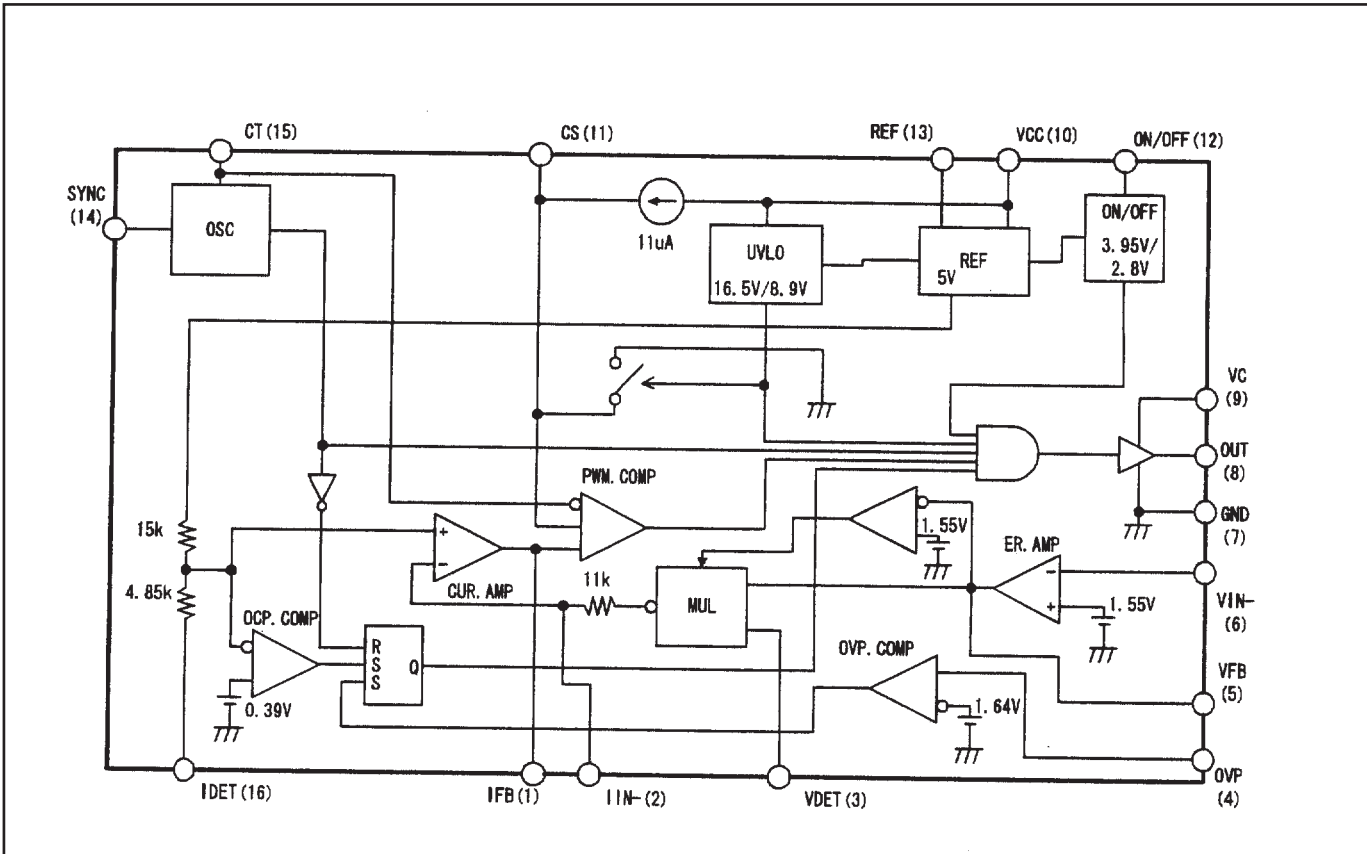 CT(15)
CS(11)
REF(13)
VCC(10)
ON/OFF(12)
SYNC
(14)
OSC
11uA
UVLO
16.5V/8.9V
REF
5V
ON/OFF
3.95V/
2.8V
VC
(9)
OUT
(8)
GND
(7)
PWM.COMP
15k
4.85k
+
-
CUR.AMP
11k
MUL
1.55V
ER.AMP
-
+
1.55V
VIN-
(6)
OCP.COMP
R
S
S
Q
0.39V
OVP.COMP
1.64V
VFB
(5)
OVP
(4)
IDET(16)
IFB(1)
IIN-(2)
VDET(3)